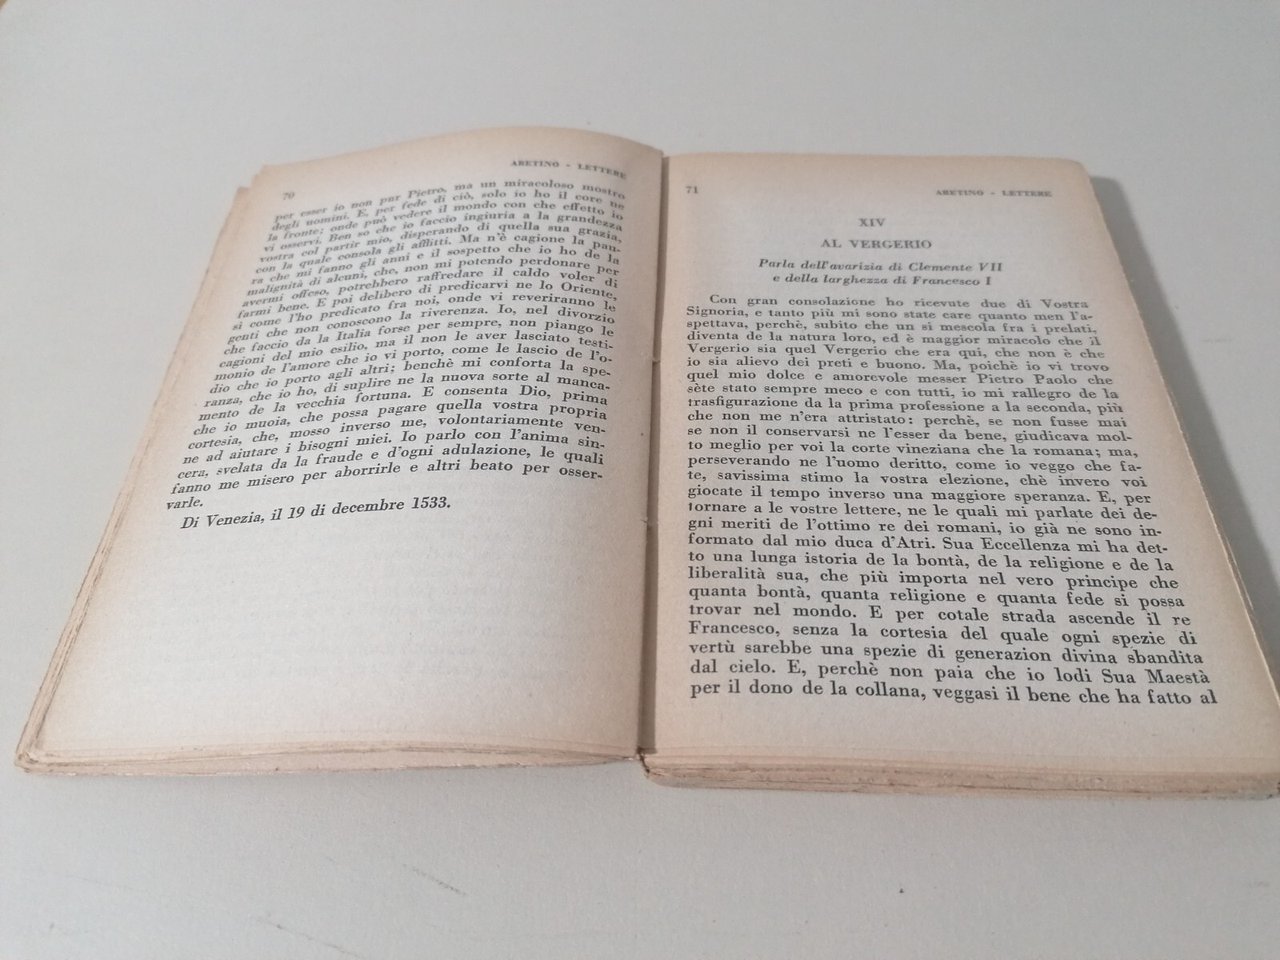 70
ARETINO - LETTERE
per esser io non pur Pietro, ma un miracoloso mostro
degli uomini. E, per fede di ciò, solo io ho il core ne
la fronte; onde può vedere il mondo con che effetto io
vi osservi. Ben so che io faccio ingiuria a la grandezza
vostra col partir mio, disperando di quella sua grazia,
con la quale consola gli afflitti. Ma n'è cagione la pau-
ra che mi fanno gli anni e il sospetto che io ho de la
malignità di alcuni, che, non mi potendo perdonare per
avermi offeso, potrebbero raffredare il caldo voler di
farmi bene. E poi delibero di predicarvi ne lo Oriente,
sì come l'ho predicato fra noi, onde vi reveriranno le
genti che non conoscono la riverenza. Io, nel divorzio
che faccio da la Italia forse per sempre, non piango le
cagioni del mio esilio, ma il non le aver lasciato testi-
monio de l'amore che io vi porto, come le lascio de l'o-
dio che io porto agli altri; benchè mi conforta la spe-
ranza, che io ho, di suplire ne la nuova sorte al manca-
mento de la vecchia fortuna. E consenta Dio, prima
che io muoia, che possa pagare quella vostra propria
cortesia, che, mosso inverso me, volontariamente ven-
ne ad aiutare i bisogni miei. Io parlo con l'anima sin-
cera, svelata da la fraude e d'ogni adulazione, le quali
fanno me misero per aborrirle e altri beato per osser-
varle.
Di Venezia, il 19 di decembre 1533.
71
ARETINO - LETTERE
XIV
AL VERGERIO
Parla dell'avarizia di Clemente VII
e della larghezza di Francesco I
Con gran consolazione ho ricevute due di Vostra
Signoria, e tanto più mi sono state care quanto men l'a-
spettava, perchè, subito che un si mescola fra i prelati,
diventa de la natura loro, ed è maggior miracolo che il
Vergerio sia quel Vergerio che era qui, che non è che
io sia alievo dei preti e buono. Ma, poichè io vi trovo
quel mio dolce e amorevole messer Pietro Paolo che
sète stato sempre meco e con tutti, io mi rallegro de la
trasfigurazione da la prima professione a la seconda, più
che non me n'era attristato: perchè, se non fusse mai
se non il conservarsi ne l'esser da bene, giudicava mol-
to meglio per voi la corte vineziana che la romana; ma,
perseverando ne l'uomo deritto, come io veggo che fa-
te, savissima stimo la vostra elezione, chè invero voi
giocate il tempo inverso una maggiore speranza. E, per
tornare a le vostre lettere, ne le quali mi parlate dei de-
gni meriti de l'ottimo re dei romani, io già ne sono in-
formato dal mio duca d'Atri. Sua Eccellenza mi ha det-
to una lunga istoria de la bontà, de la religione e de la
liberalità sua, che più importa nel vero principe che
quanta bontà, quanta religione e quanta fede si possa
trovar nel mondo. E per cotale strada ascende il re
Francesco, senza la cortesia del quale ogni spezie di
vertù sarebbe una spezie di generazion divina sbandita
dal cielo. E, perchè non paia che io lodi Sua Maestà
per il dono de la collana, veggasi il bene che ha fatto al